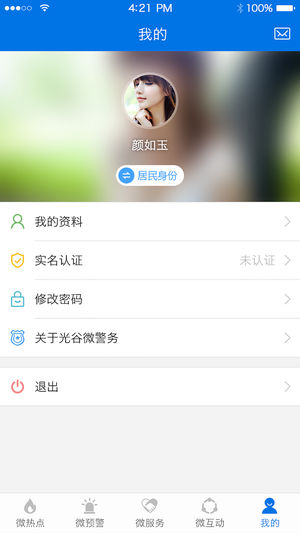 4:21 PM
100%
我的
颜如玉
居民身份
我的资料
实名认证 未认证
修改密码
关于光谷微警务
退出
微热点 微预警 微服务 微互动 我的